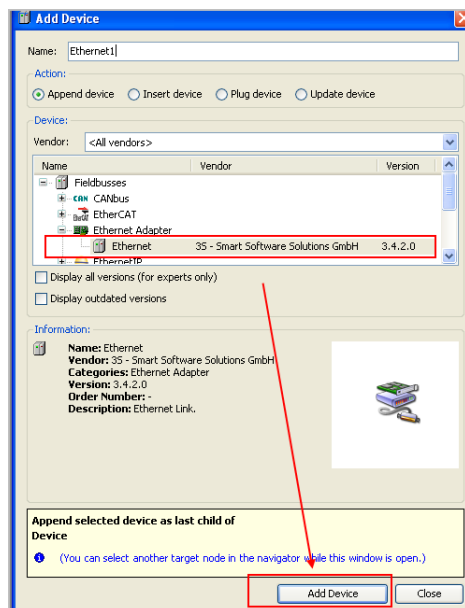 Add Device
Name: Ethernet1
Action:
Append device Insert device Plug device Update device
Device:
Vendor: <All vendors>
Name Vendor Version
Fieldbusses
CAN CANbus
EtherCAT
Ethernet Adapter
Ethernet 3S - Smart Software Solutions GmbH 3.4.2.0
EthernetIP
Display all versions (for experts only)
Display outdated versions
Information:
Name: Ethernet
Vendor: 3S - Smart Software Solutions GmbH
Categories: Ethernet Adapter
Version: 3.4.2.0
Order Number: -
Description: Ethernet Link.
Append selected device as last child of
Device
(You can select another target node in the navigator while this window is open.)
Add Device Close